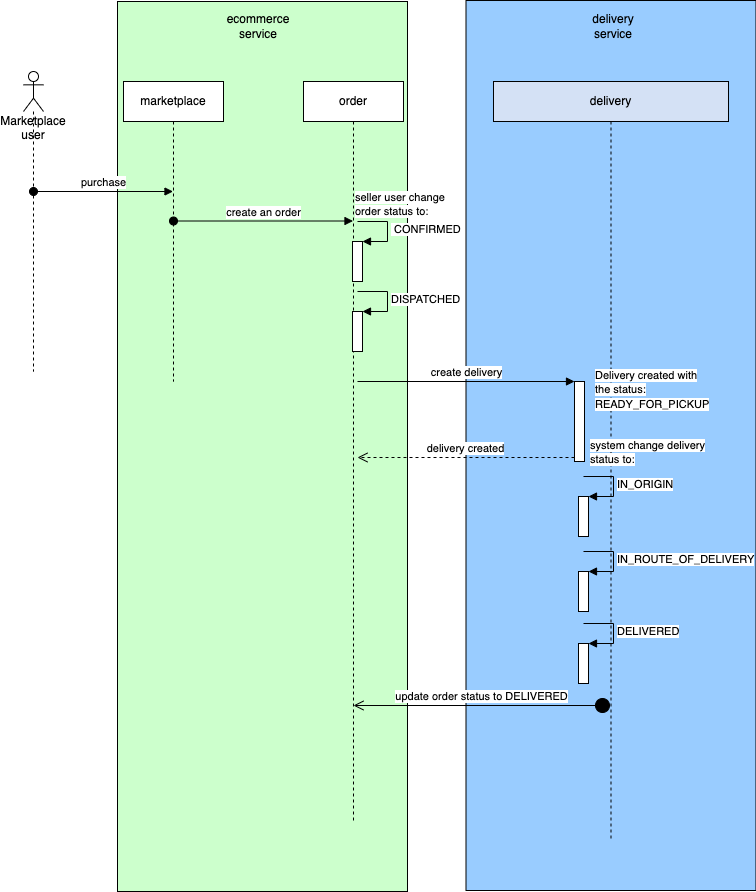 ecommerce
service
delivery
service
marketplace
order
delivery
Marketplace
user
purchase
create an order
seller user change
order status to:
CONFIRMED
DISPATCHED
create delivery
Delivery created with
the status:
READY_FOR_PICKUP
delivery created
system change delivery
status to:
IN_ORIGIN
IN_ROUTE_OF_DELIVERY
DELIVERED
update order status to DELIVERED